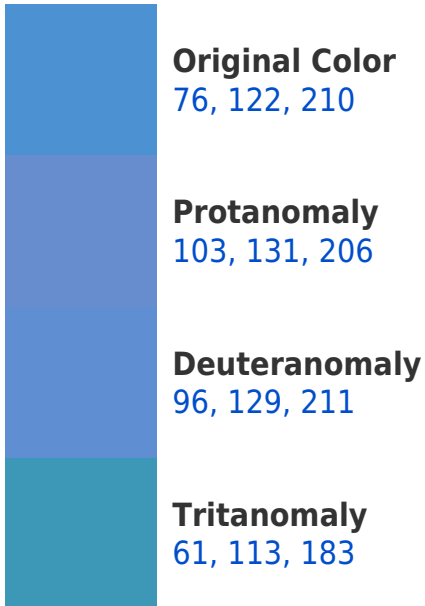 Original Color
76, 122, 210
Protanomaly
103, 131, 206
Deuteranomaly
96, 129, 211
Tritanomaly
61, 113, 183